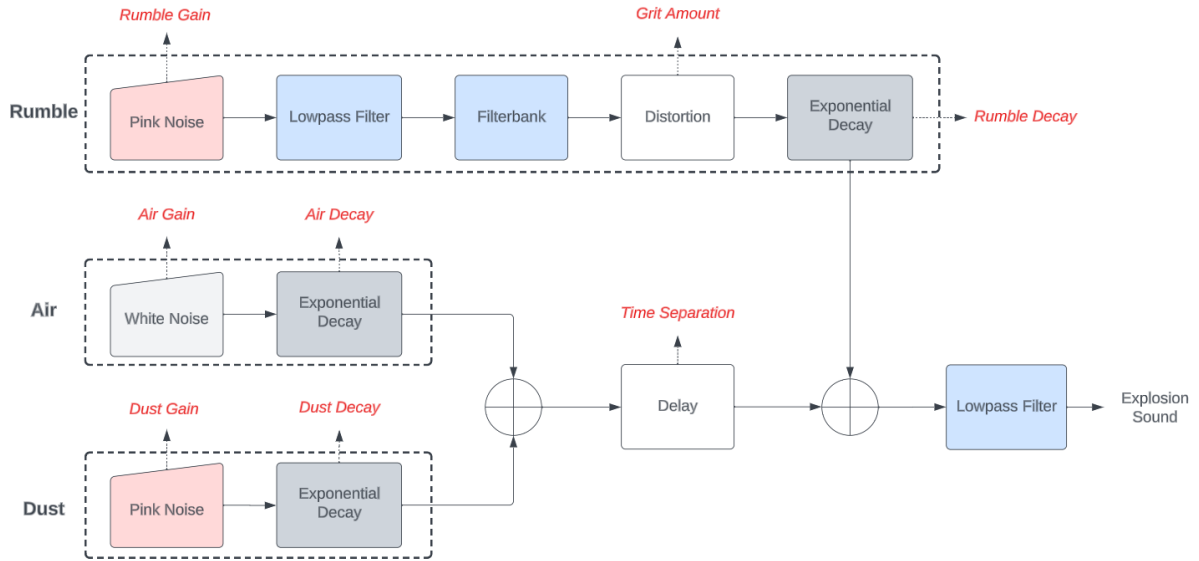 Rumble Gain
Grit Amount
Rumble
Pink Noise
Lowpass Filter
Filterbank
Distortion
Exponential
Decay
Rumble Decay
Air Gain
Air Decay
Air
White Noise
Exponential
Decay
Time Separation
Dust Gain
Dust Decay
Delay
Lowpass Filter
Explosion
Sound
Dust
Pink Noise
Exponential
Decay